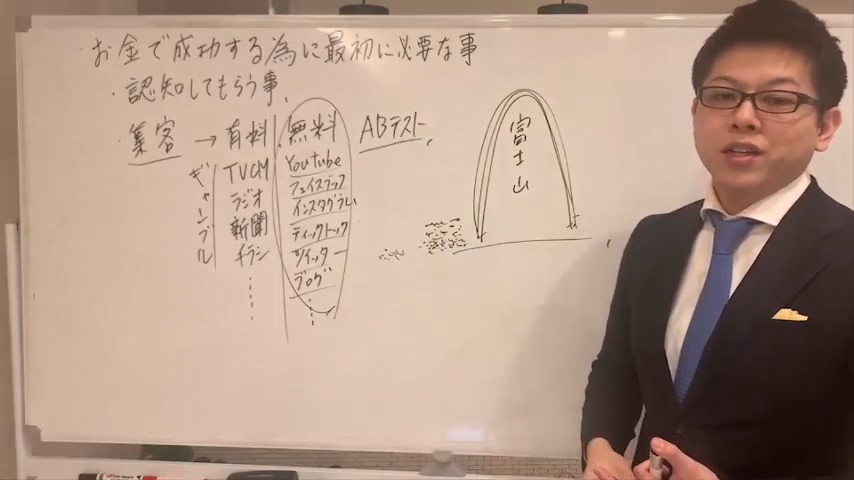 ・お金で成功する為に最初に必要な事
・認知してもらう事、
集客 → 有料 無料 ABテスト
ギャンブル
TVCM
ラジオ
新聞
チラシ
Youtube
フェイスブック
インスタグラム
ティックトック
ツイッター
ブログ
富士山